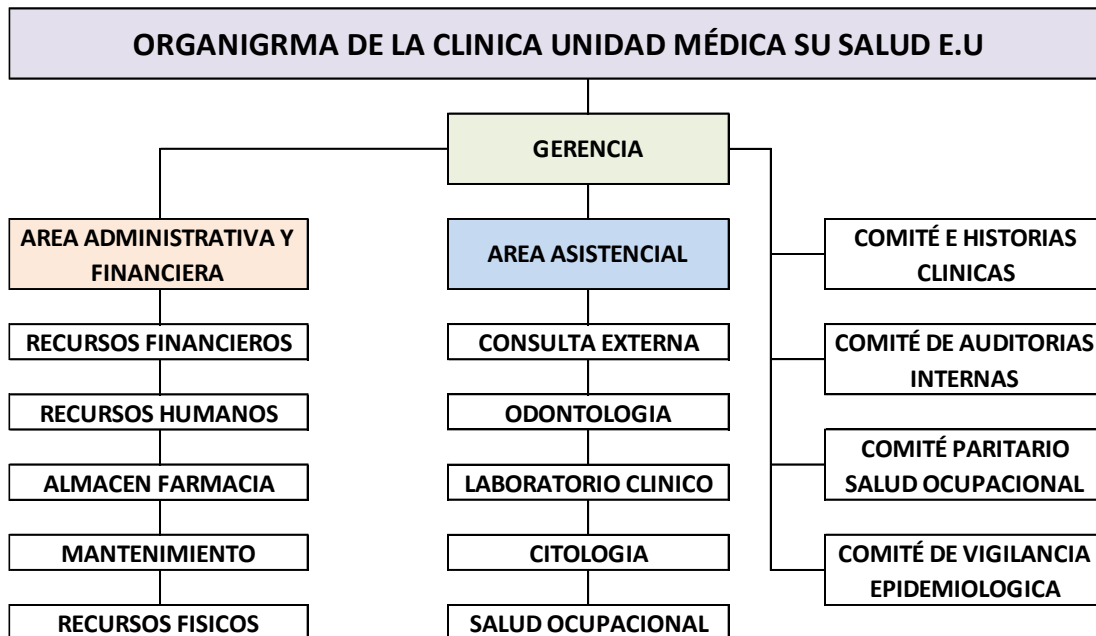 ORGANIGRMA DE LA CLINICA UNIDAD MÉDICA SU SALUD E.U
GERENCIA
AREA ADMINISTRATIVA Y
FINANCIERA
RECURSOS FINANCIEROS
RECURSOS HUMANOS
ALMACEN FARMACIA
MANTENIMIENTO
RECURSOS FISICOS
AREA ASISTENCIAL
CONSULTA EXTERNA
ODONTOLOGIA
LABORATORIO CLINICO
CITOLOGIA
SALUD OCUPACIONAL
COMITÉ E HISTORIAS
CLINICAS
COMITÉ DE AUDITORIAS
INTERNAS
COMITÉ PARITARIO
SALUD OCUPACIONAL
COMITÉ DE VIGILANCIA
EPIDEMIOLOGICA